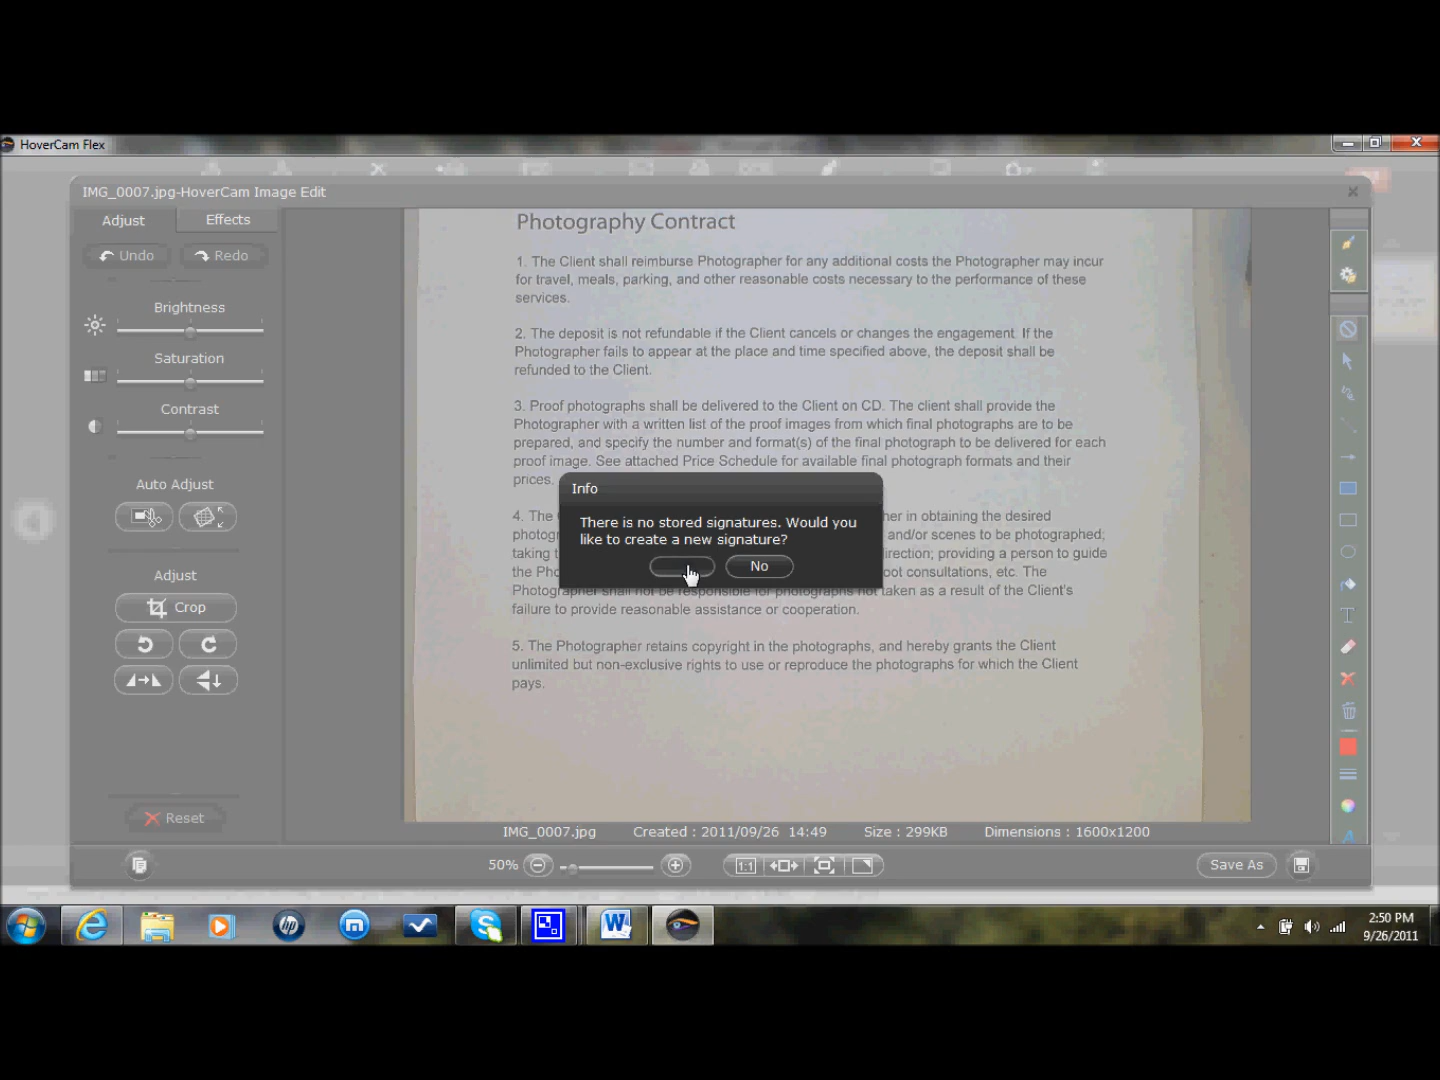 HoverCam Flex
IMG_0007.jpg-HoverCam Image Edit
Adjust
Effects
Undo
Redo
Brightness
Saturation
Contrast
Auto Adjust
Adjust
Crop
Reset
Photography Contract
1. The Client shall reimburse Photographer for any additional costs the Photographer may incur
for travel, meals, parking, and other reasonable costs necessary to the performance of these
services.
2. The deposit is not refundable if the Client cancels or changes the engagement. If the
Photographer fails to appear at the place and time specified above, the deposit shall be
refunded to the Client.
3. Proof photographs shall be delivered to the Client on CD. The client shall provide the
Photographer with a written list of the proof images from which final photographs are to be
prepared, and specify the number and format(s) of the final photograph to be delivered for each
proof image. See attached Price Schedule for available final photograph formats and their
prices.
Info
There is no stored signatures. Would you
like to create a new signature?
No
4. The in obtaining the desired
and/or scenes to be photographed;
taking providing a person to guide
the consultations, etc. The
Photographer shall not be responsible for photographs not taken as a result of the Client's
failure to provide reasonable assistance or cooperation.
5. The Photographer retains copyright in the photographs, and hereby grants the Client
unlimited but non-exclusive rights to use or reproduce the photographs for which the Client
pays.
IMG_0007.jpg Created : 2011/09/26 14:49 Size : 299KB Dimensions : 1600x1200
50%
1:1
Save As
2:50 PM
9/26/2011